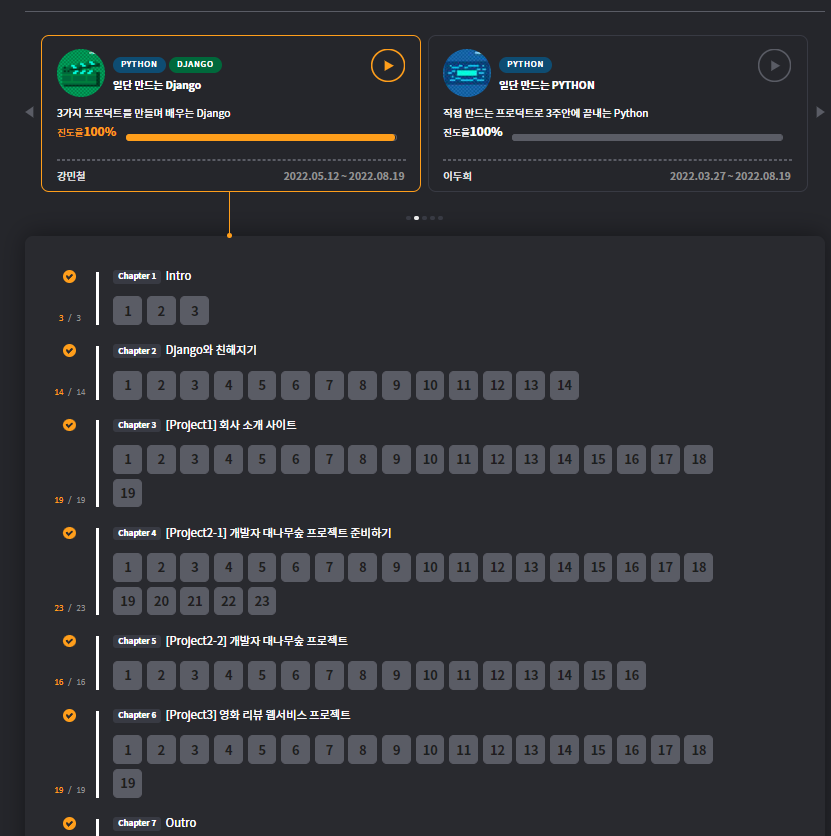 PYTHON DJANGO
일단 만드는 Django
3가지 프로덕트를 만들며 배우는 Django
진도율100%
강민철 2022.05.12 ~ 2022.08.19
PYTHON
일단 만드는 PYTHON
직접 만드는 프로덕트로 3주안에 끝내는 Python
진도율100%
이두희 2022.03.27 ~ 2022.08.19
Chapter 1 Intro
1 2 3
3 / 3
Chapter 2 Django와 친해지기
1 2 3 4 5 6 7 8 9 10 11 12 13 14
14 / 14
Chapter 3 [Project1] 회사 소개 사이트
1 2 3 4 5 6 7 8 9 10 11 12 13 14 15 16 17 18
19
19 / 19
Chapter 4 [Project2-1] 개발자 대나무숲 프로젝트 준비하기
1 2 3 4 5 6 7 8 9 10 11 12 13 14 15 16 17 18
19 20 21 22 23
23 / 23
Chapter 5 [Project2-2] 개발자 대나무숲 프로젝트
1 2 3 4 5 6 7 8 9 10 11 12 13 14 15 16
16 / 16
Chapter 6 [Project3] 영화 리뷰 웹서비스 프로젝트
1 2 3 4 5 6 7 8 9 10 11 12 13 14 15 16 17 18
19
19 / 19
Chapter 7 Outro